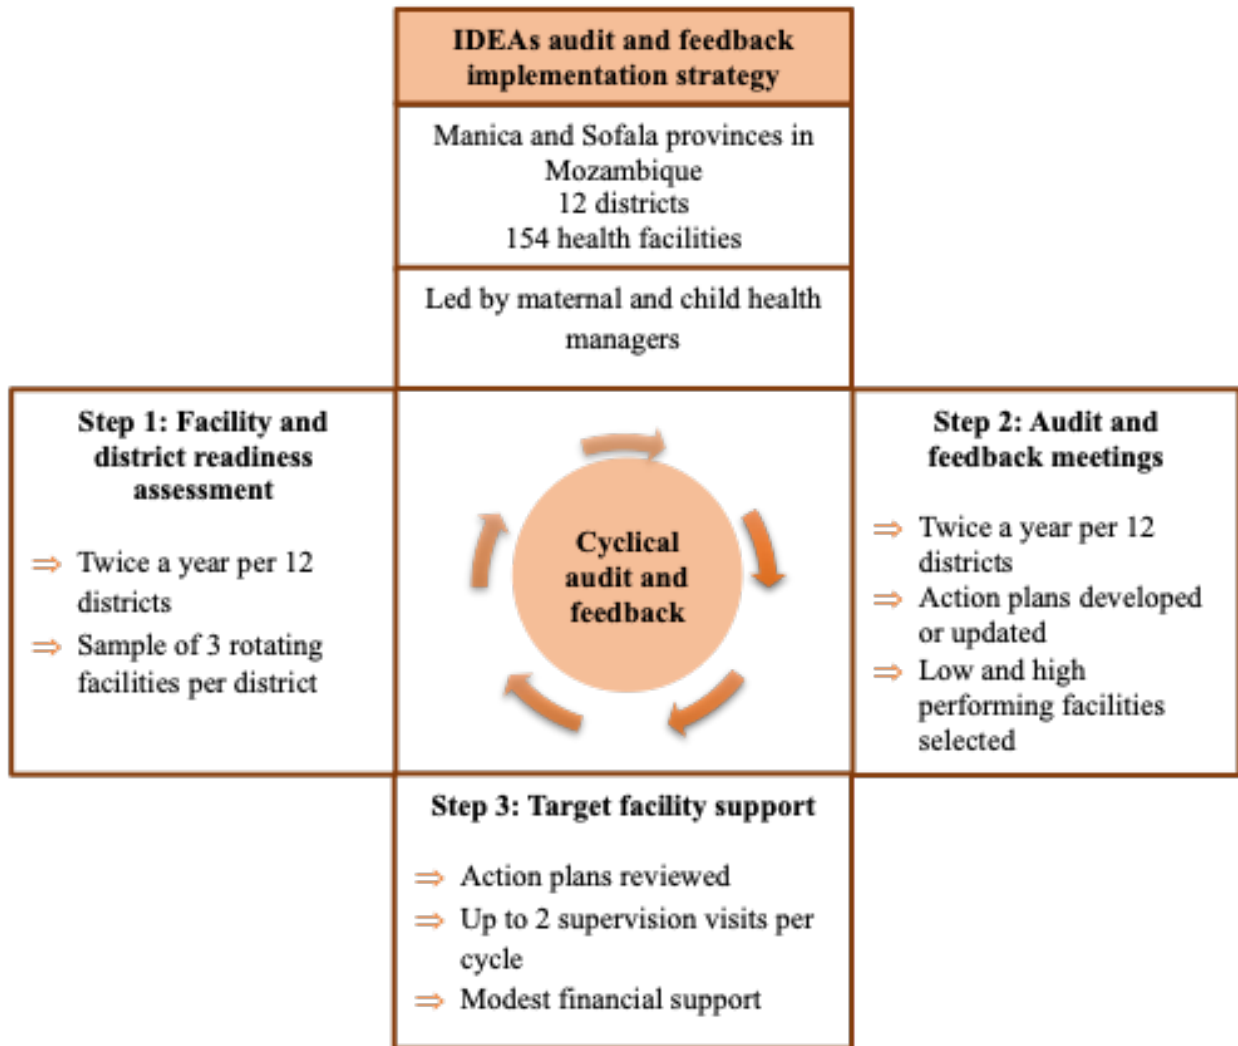 IDEAs audit and feedback
implementation strategy
Manica and Sofala provinces in
Mozambique
12 districts
154 health facilities
Led by maternal and child health
managers
Step 1: Facility and
district readiness
assessment
⇒ Twice a year per 12
districts
⇒ Sample of 3 rotating
facilities per district
Cyclical
audit and
feedback
Step 2: Audit and
feedback meetings
⇒ Twice a year per 12
districts
⇒ Action plans developed
or updated
⇒ Low and high
performing facilities
selected
Step 3: Target facility support
⇒ Action plans reviewed
⇒ Up to 2 supervision visits per
cycle
⇒ Modest financial support